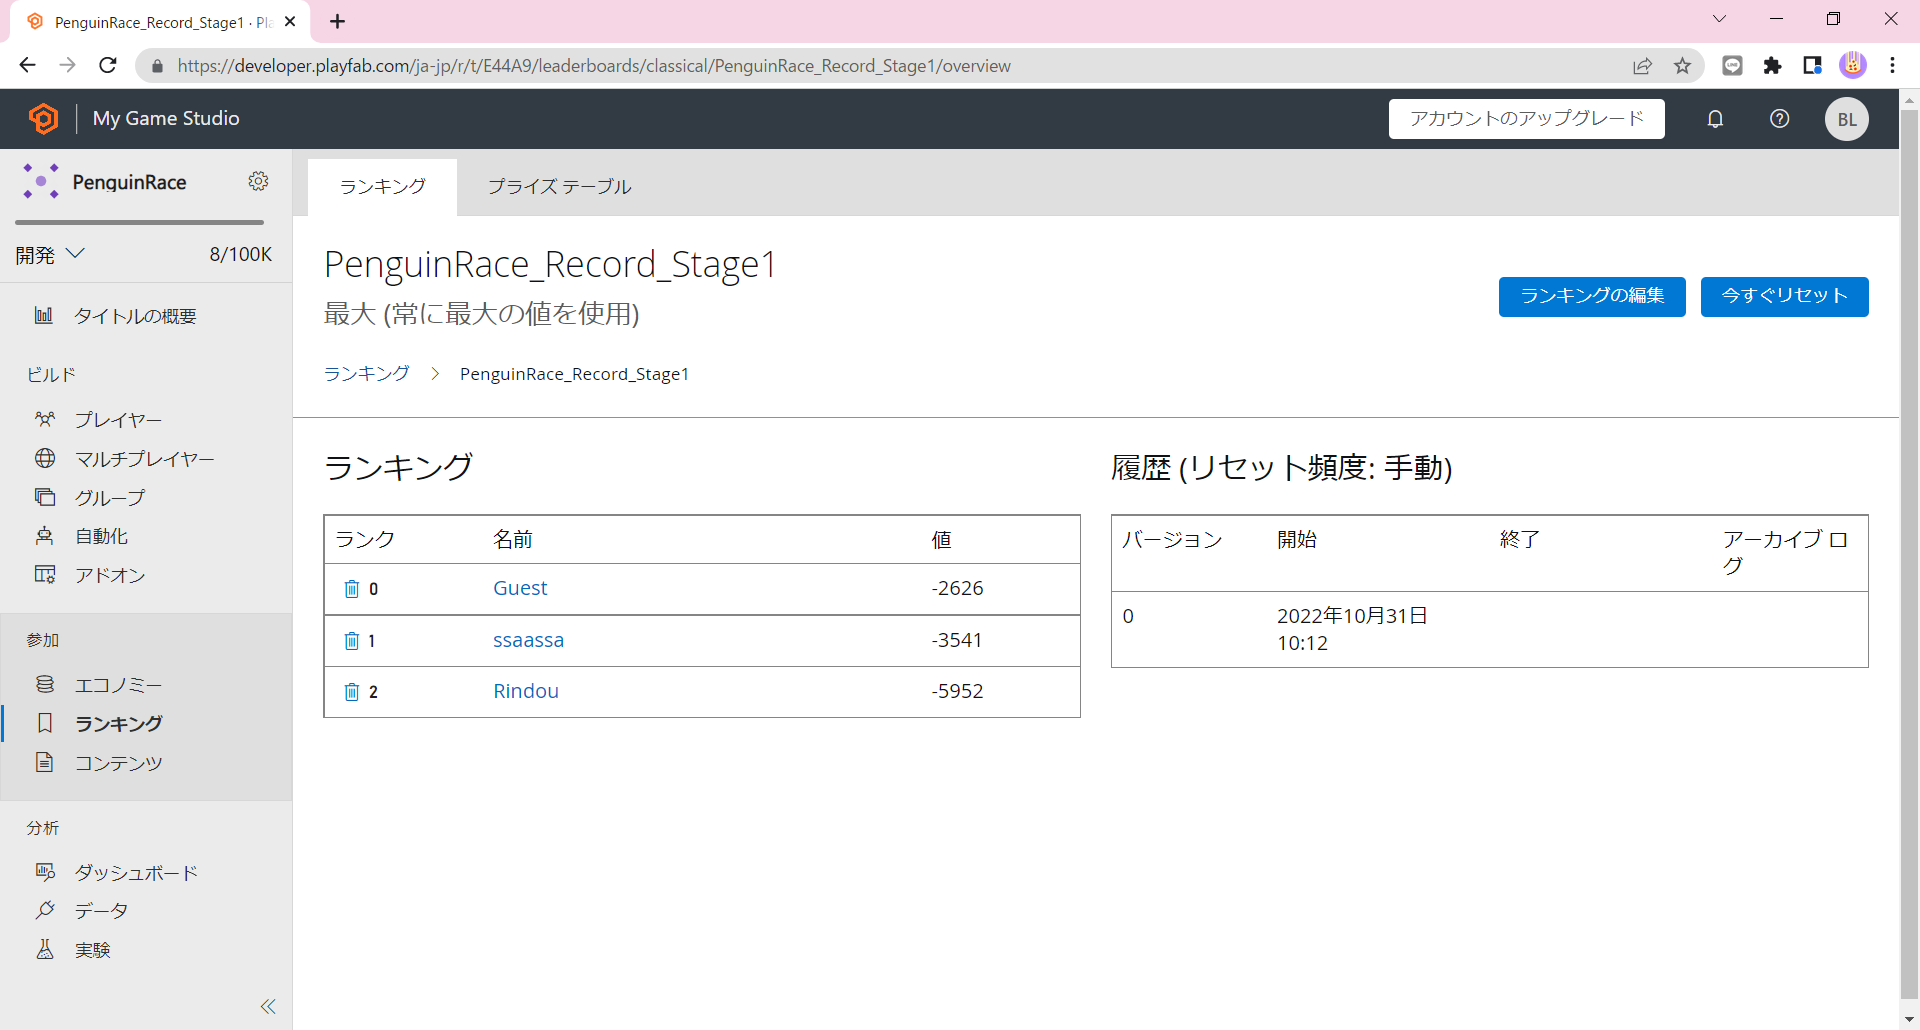 PenguinRace_Record_Stage1 · Pla
https://developer.playfab.com/ja-jp/r/t/E44A9/leaderboards/classical/PenguinRace_Record_Stage1/overview
My Game Studio
アカウントのアップグレード
BL
PenguinRace
開発
8/100K
タイトルの概要
ビルド
プレイヤー
マルチプレイヤー
グループ
自動化
アドオン
参加
エコノミー
ランキング
コンテンツ
分析
ダッシュボード
データ
実験
ランキング
プライズ テーブル
PenguinRace_Record_Stage1
最大 (常に最大の値を使用)
ランキングの編集
今すぐリセット
ランキング
PenguinRace_Record_Stage1
ランキング
ランク 名前 値
0 Guest -2626
1 ssaassa -3541
2 Rindou -5952
履歴 (リセット頻度: 手動)
バージョン 開始 終了 アーカイブ ロ
グ
0 2022年10月31日
10:12